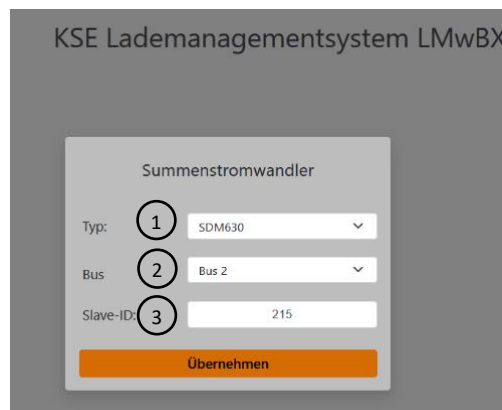 KSE Lademanagementsystem LMwBX
Summenstromwandler
Typ: 1 SDM630
Bus 2 Bus 2
Slave-ID: 3 215
Übernehmen